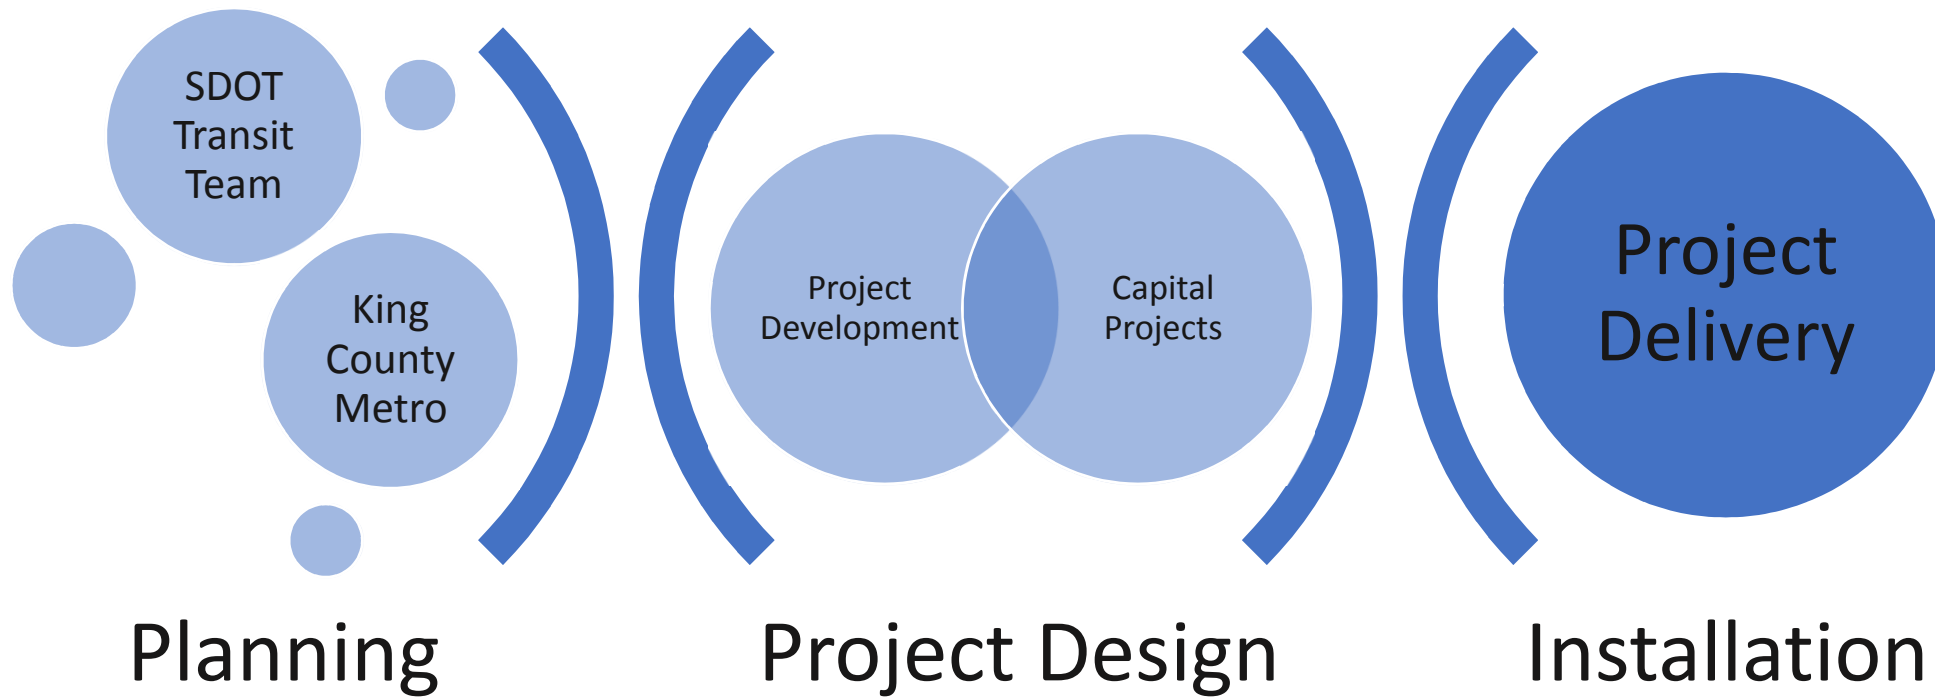 SDOT
Transit
Team
King
County
Metro
Project
Development
Capital
Projects
Project
Delivery
Planning
Project Design
Installation